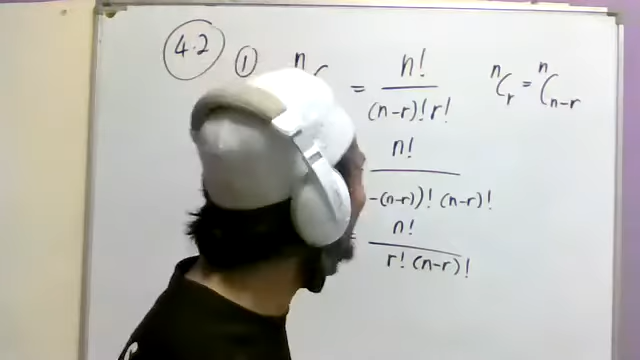 4.2 ① n = n! / (n-r)! r! nCr = nCn-r
n! / -(n-r))! (n-r)!
= n! / r! (n-r)!